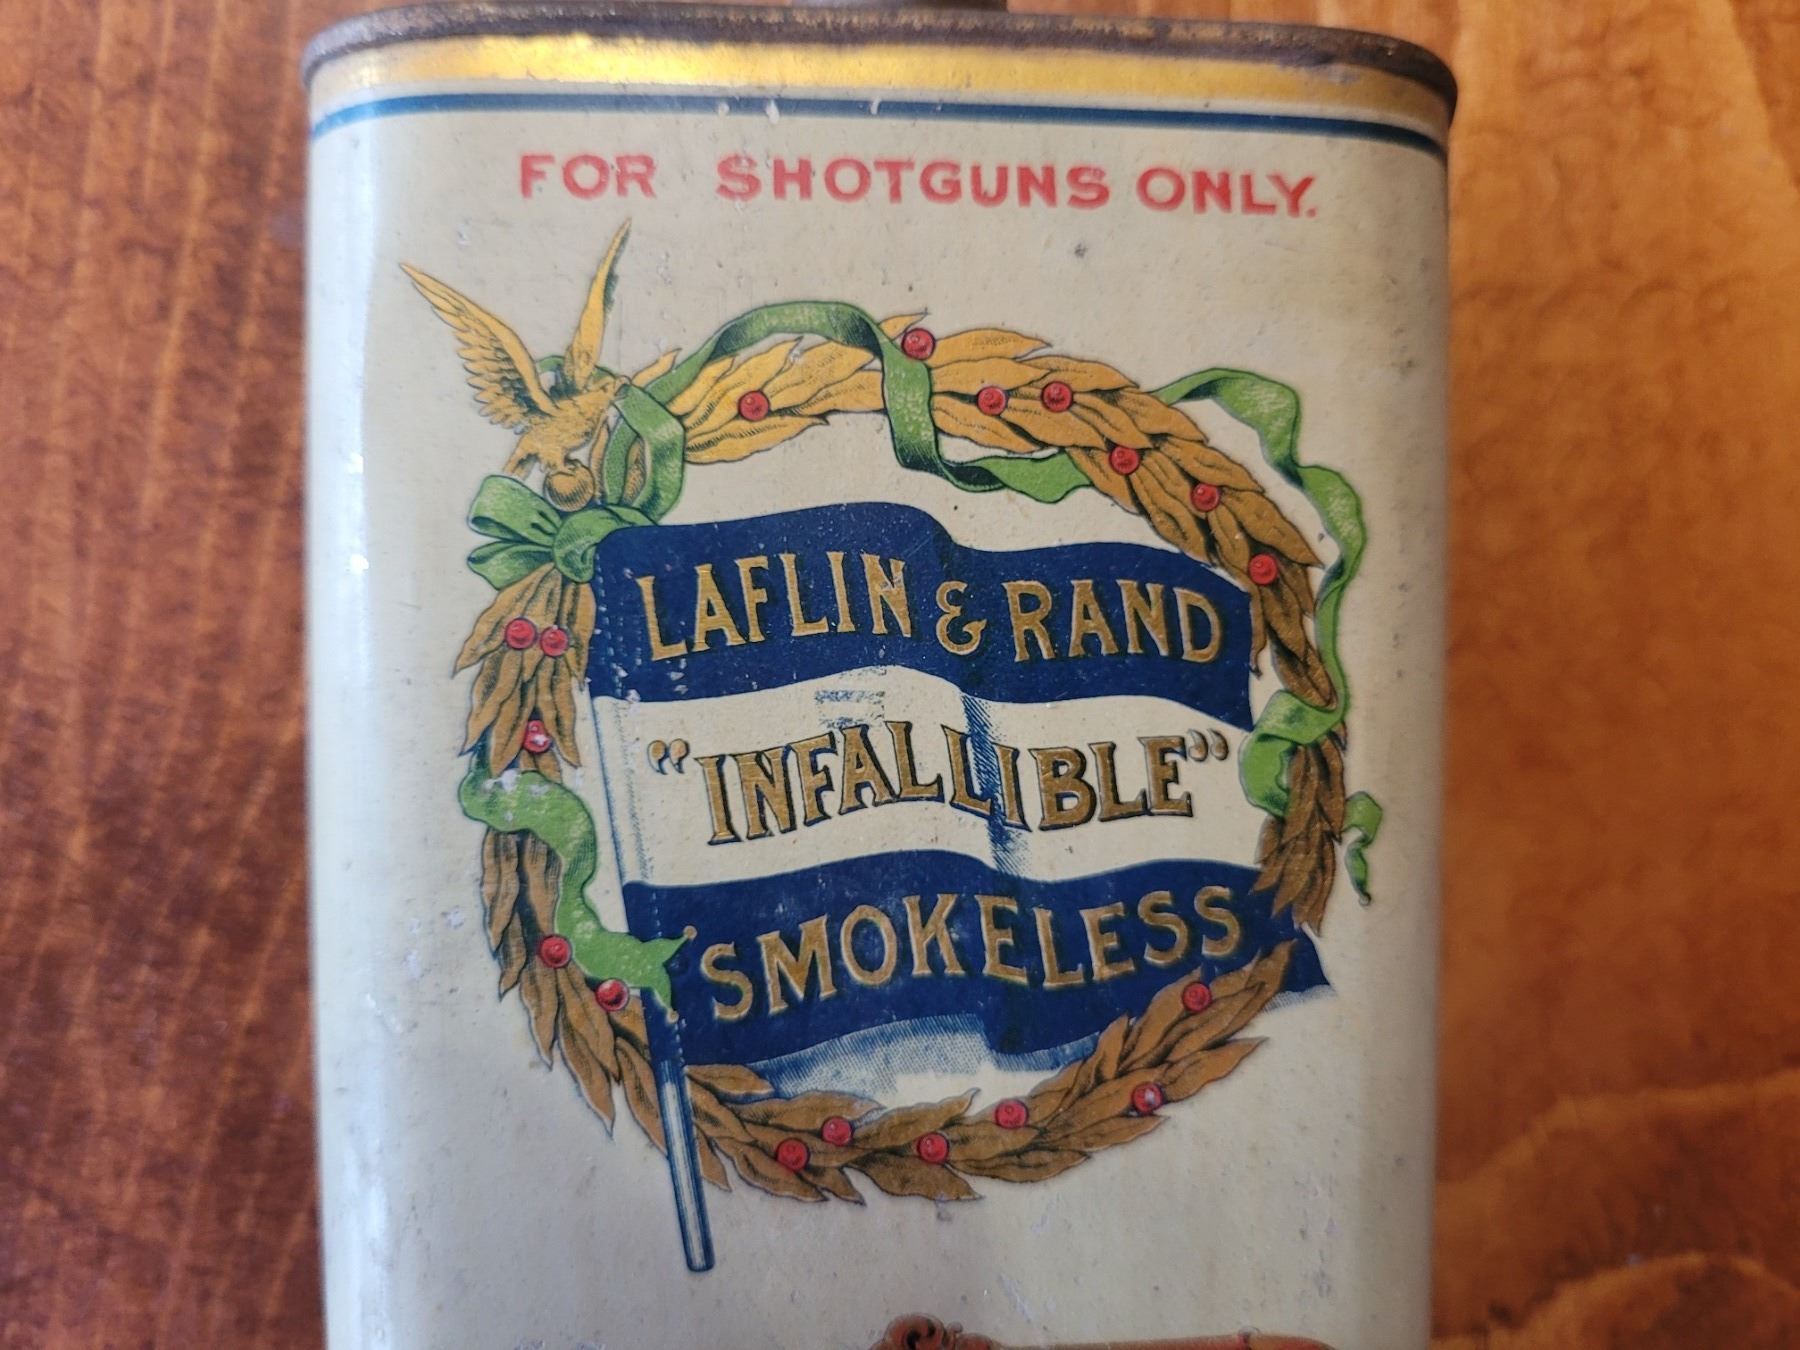 FOR SHOTGUNS ONLY.
LAFLIN & RAND
"INFALLIBLE"
SMOKELESS